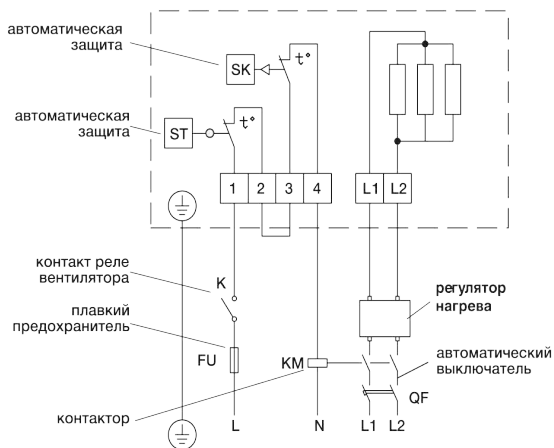 автоматическая
защита
SK
t°
автоматическая
защита
ST
t°
1 2 3 4 L1 L2
контакт реле
вентилятора
K
плавкий
предохранитель
FU
регулятор
нагрева
KM
автоматический
выключатель
QF
контактор
L N L1 L2